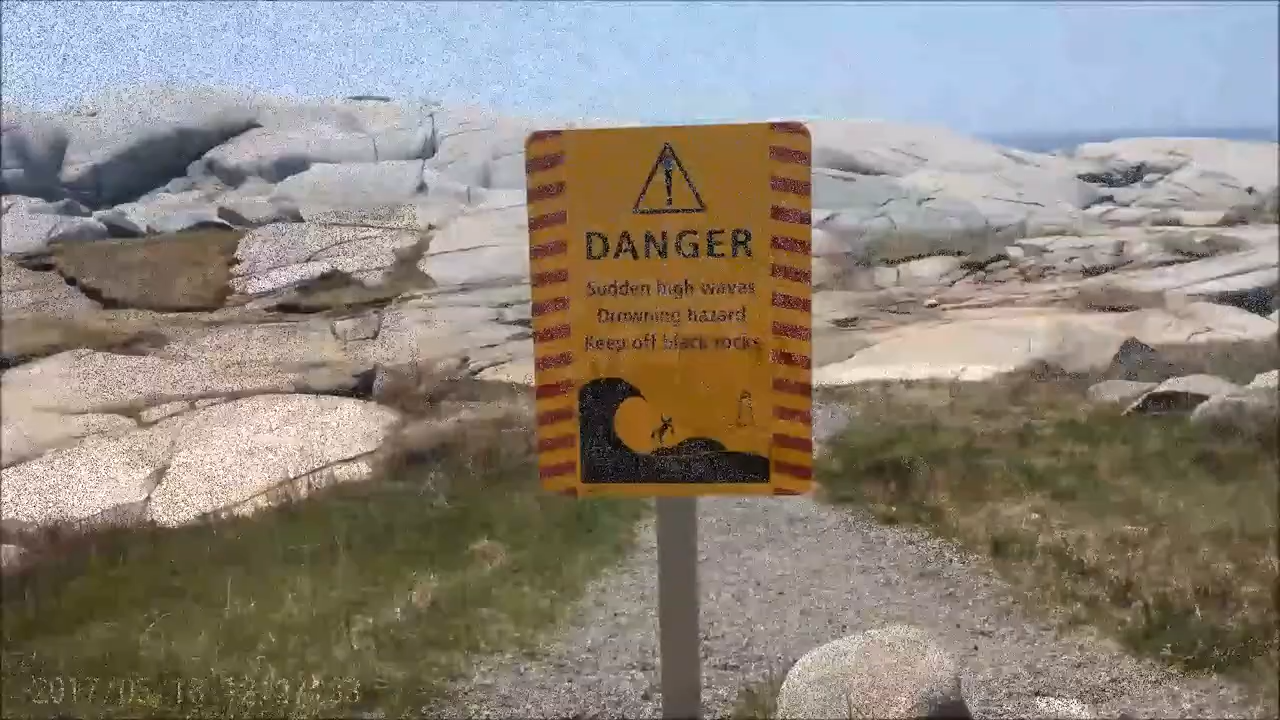 DANGER
Sudden high waves
Drowning hazard
Keep off black rocks